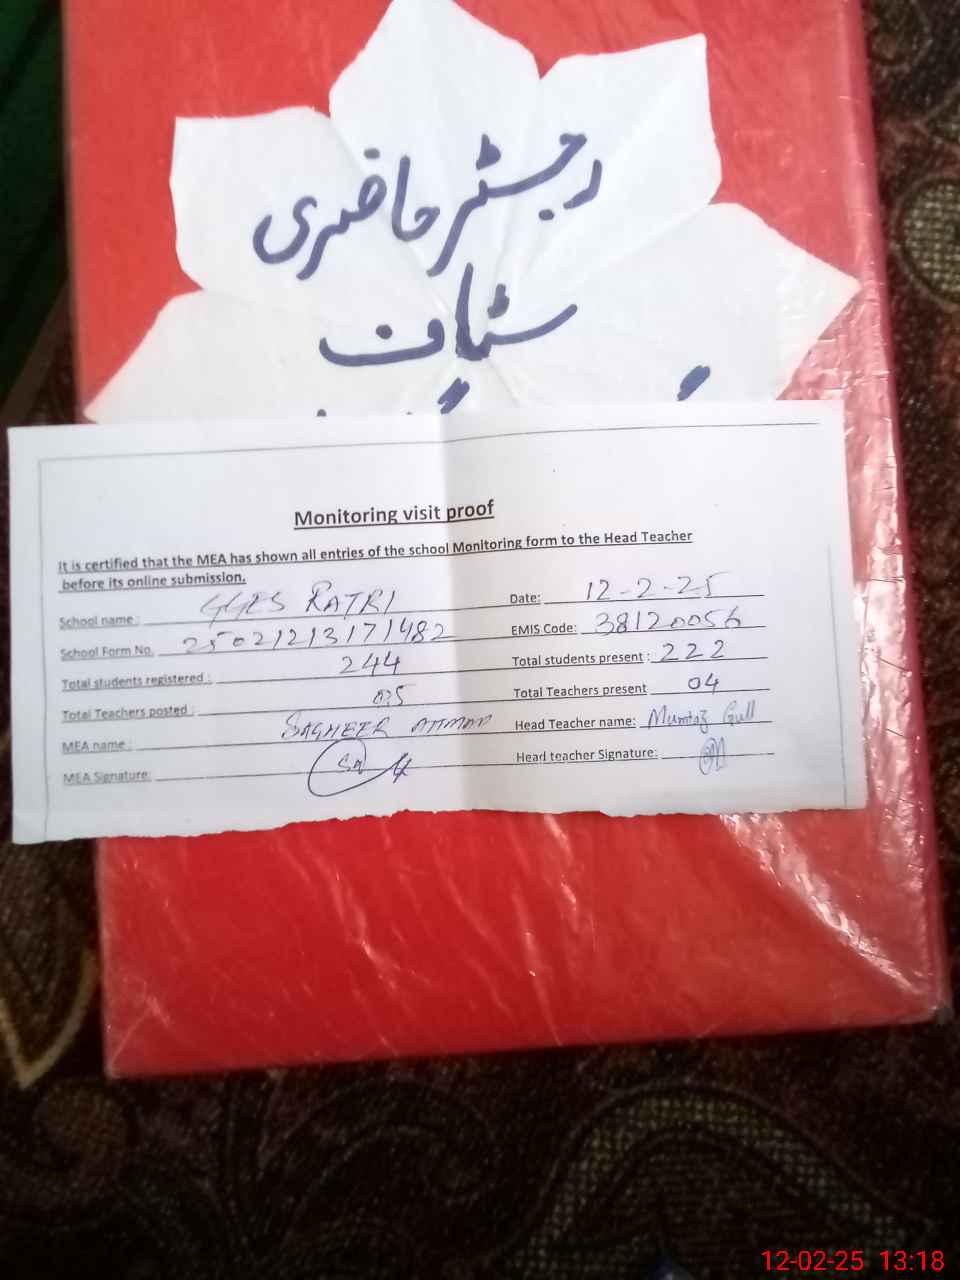 رجسٹر حاضری
سٹاف
Monitoring visit proof
It is certified that the MEA has shown all entries of the school Monitoring form to the Head Teacher
before its online submission.
School name : GGES RATRI Date: 12-2-25
School Form No. 25021213171482 EMIS Code: 38120056
Total students registered : 244 Total students present : 222
Total Teachers posted : 05 Total Teachers present 04
MEA name : SAGHEER AHMAD Head Teacher name: Mumtaz Gull
MEA Signature: Head teacher Signature:
12-02-25 13:18